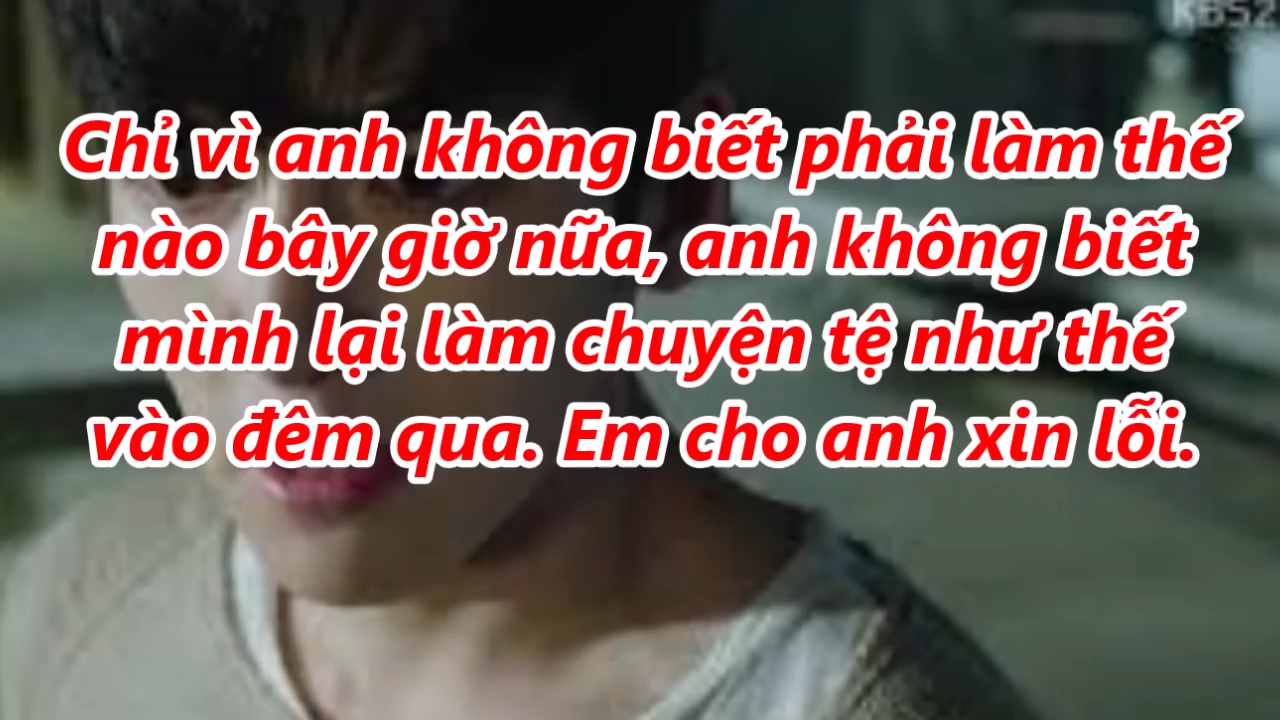 KBS2
Chỉ vì anh không biết phải làm thế
nào bây giờ nữa, anh không biết
mình lại làm chuyện tệ như thế
vào đêm qua. Em cho anh xin lỗi.